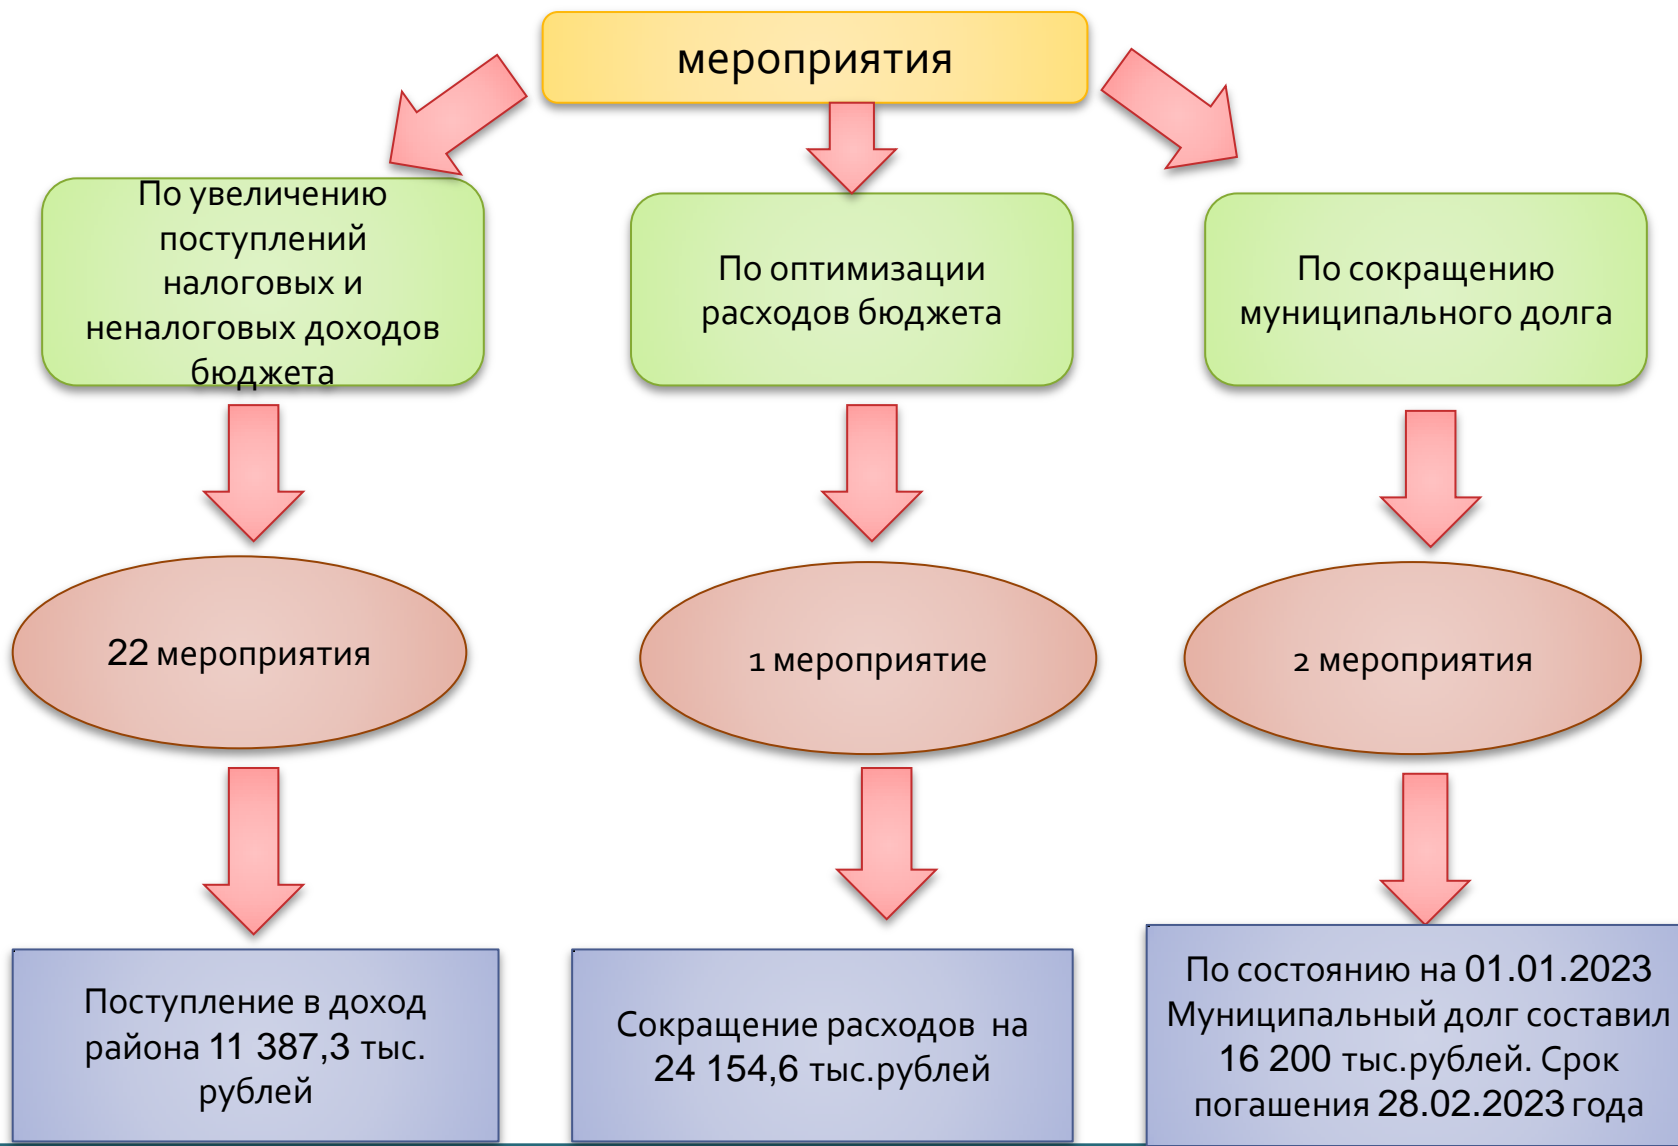 мероприятия
По увеличению
поступлений
налоговых и
неналоговых доходов
бюджета
По оптимизации
расходов бюджета
По сокращению
муниципального долга
22 мероприятия
1 мероприятие
2 мероприятия
Поступление в доход
района 11 387,3 тыс.
рублей
Сокращение расходов на
24 154,6 тыс.рублей
По состоянию на 01.01.2023
Муниципальный долг составил
16 200 тыс.рублей. Срок
погашения 28.02.2023 года